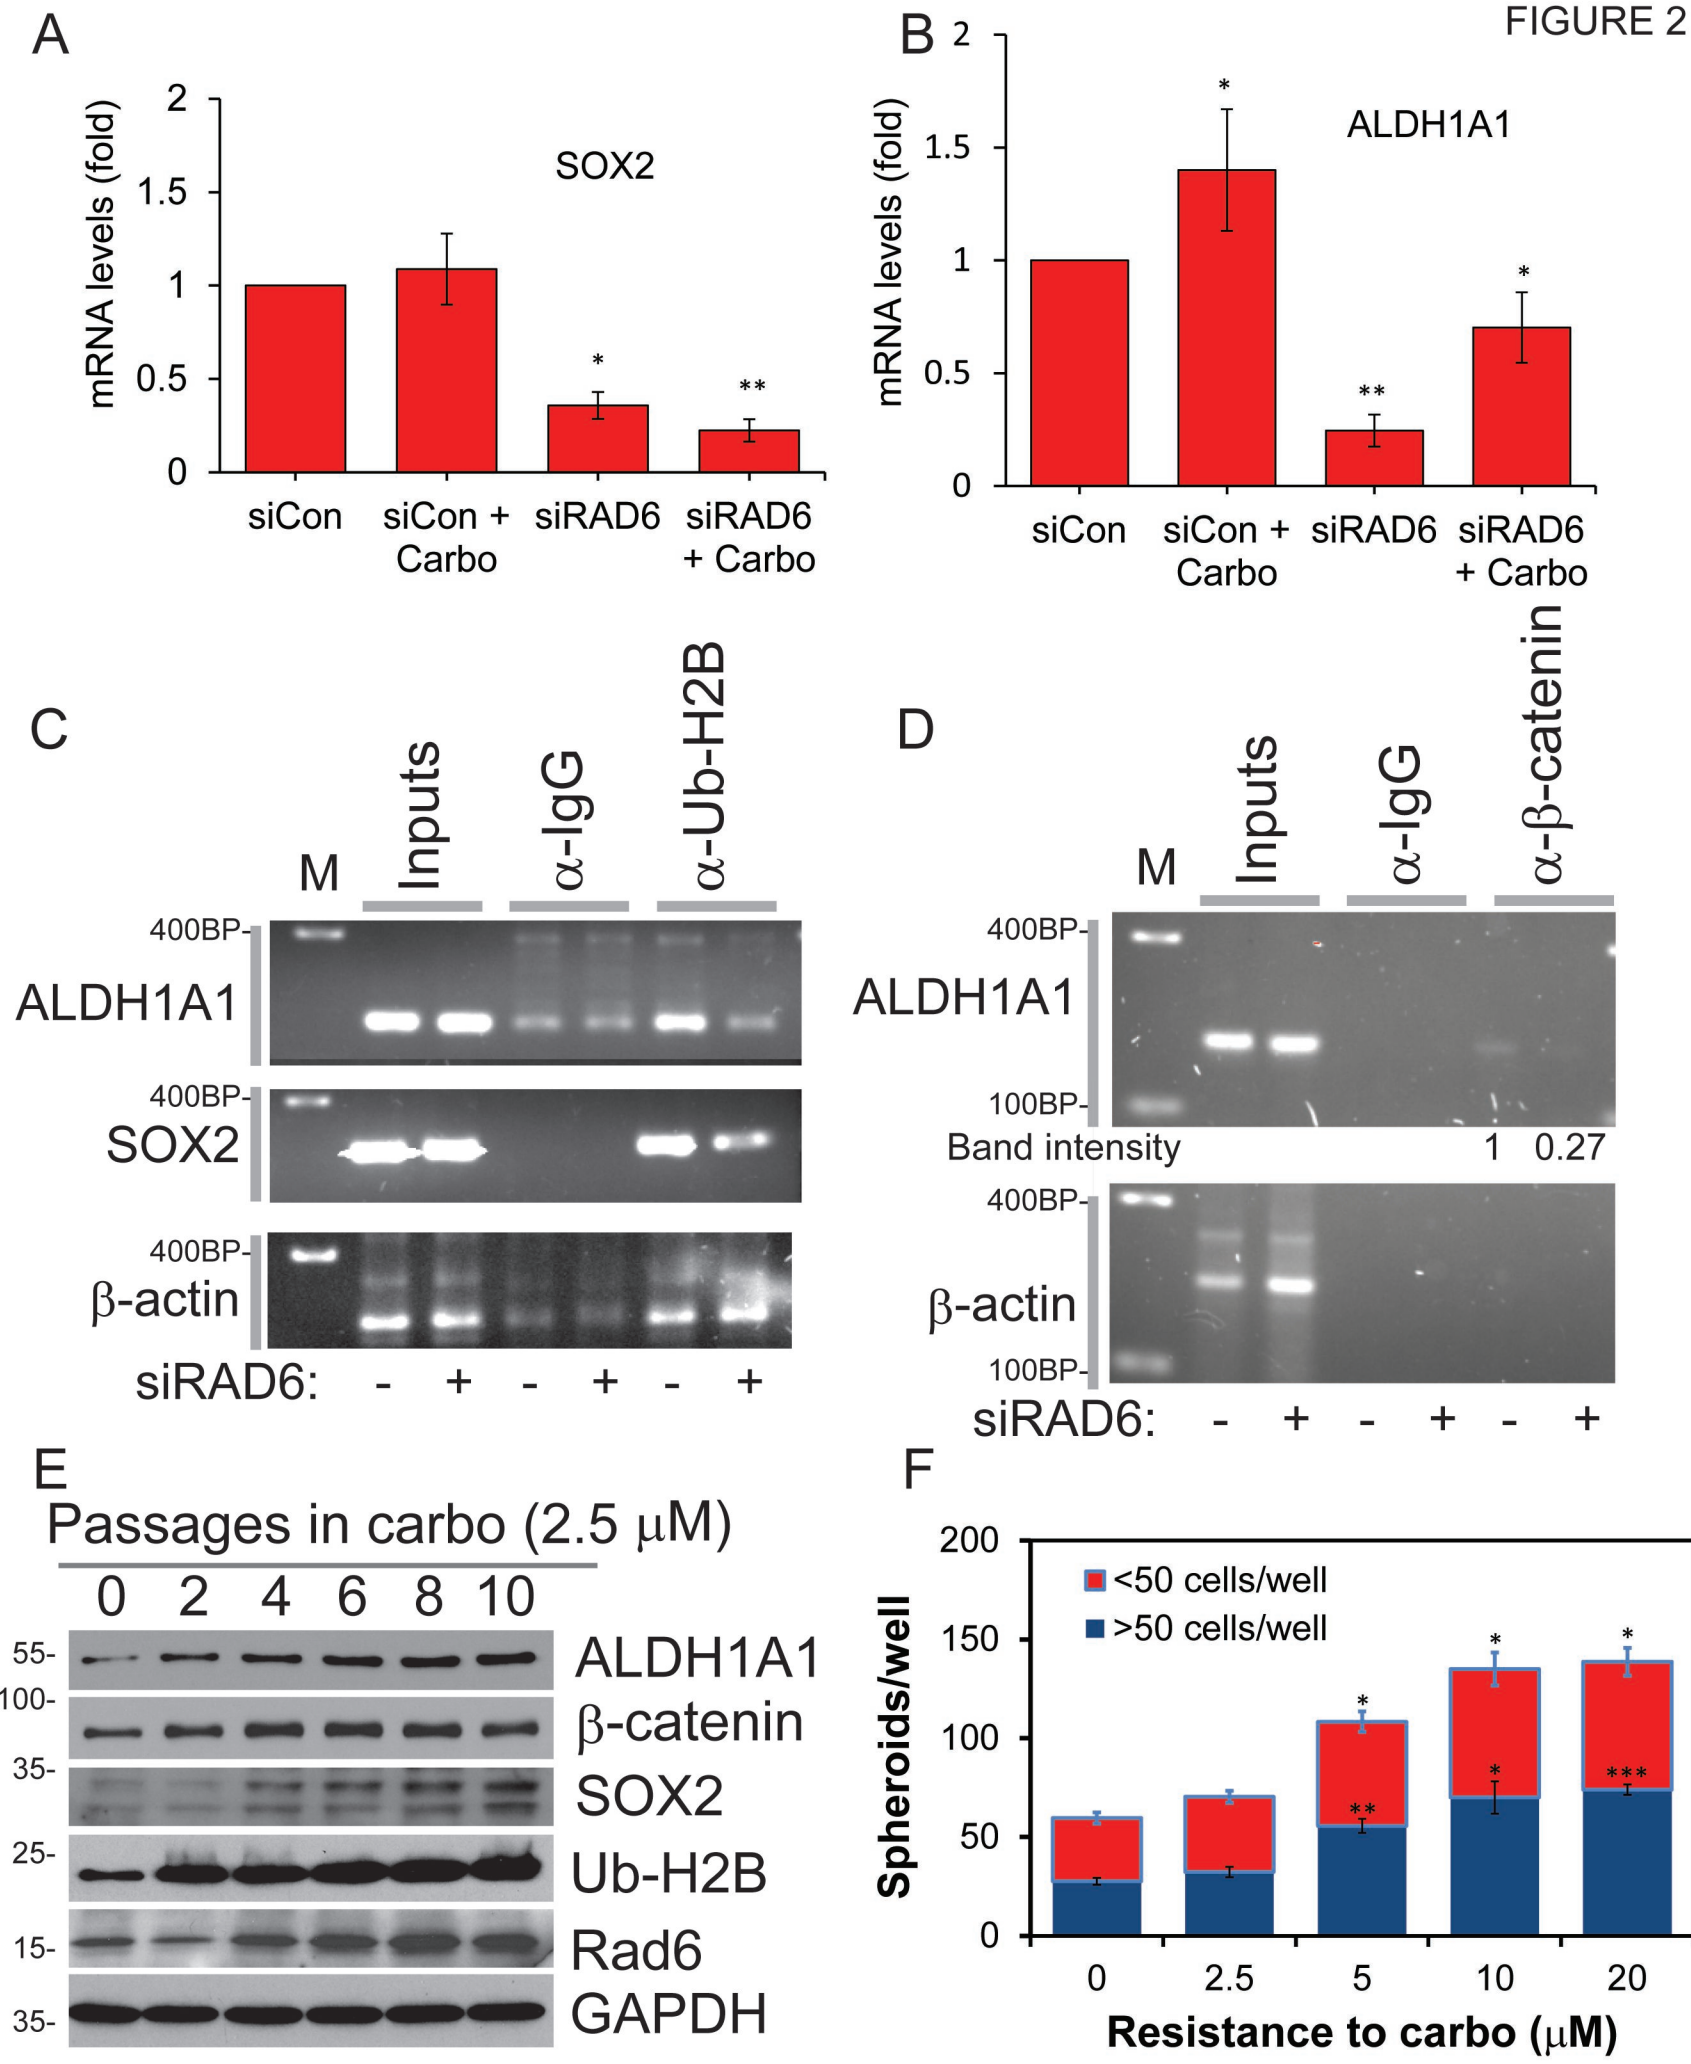 FIGURE 2
A
2
1.5
1
0.5
0
mRNA levels (fold)
SOX2
*
**
siCon
siCon + Carbo
siRAD6
siRAD6 + Carbo
B
2
1.5
1
0.5
0
mRNA levels (fold)
ALDH1A1
*
**
*
siCon
siCon + Carbo
siRAD6
siRAD6 + Carbo
C
M
Inputs
α-IgG
α-Ub-H2B
400BP-
ALDH1A1
400BP-
SOX2
400BP-
β-actin
siRAD6: - + - + - +
D
M
Inputs
α-IgG
α-β-catenin
400BP-
ALDH1A1
100BP-
Band intensity 1 0.27
400BP-
β-actin
100BP-
siRAD6: - + - + - +
E
Passages in carbo (2.5 μM)
0 2 4 6 8 10
55-
ALDH1A1
100-
β-catenin
35-
SOX2
25-
Ub-H2B
15-
Rad6
35-
GAPDH
F
200
150
100
50
0
Spheroids/well
<50 cells/well
>50 cells/well
* * *
** * ***
0 2.5 5 10 20
Resistance to carbo (μM)